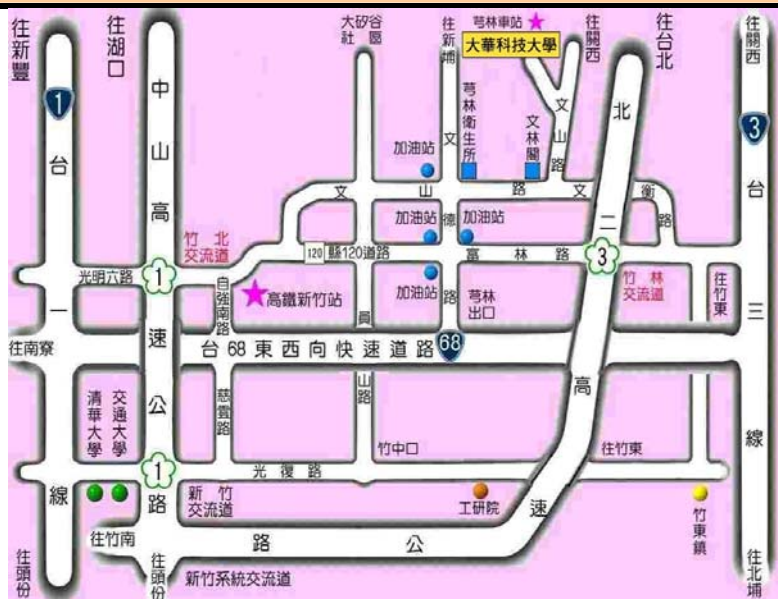 往新豐
往湖口
大矽谷
社區
往新埔
芎林車站
大華科技大學
往關西
往台北
往關西
1
台一線
中山高速公路
3
台三線
北二高速公路
加油站
芎林衛生所
文林閣
文山路
文山路
文衡路
文德路
竹北
交流道
加油站
加油站
120 縣120道路
富林路
3
光明六路
1
自強南路
高鐵新竹站
加油站
芎林
出口
竹林
交流道
往竹東
員山路
往南寮
台68東西向快速道路
68
清華大學
交通大學
慈雲路
竹中口
往竹東
1
光復路
新竹
交流道
工研院
竹東鎮
往竹南
往頭份
往頭份
新竹系統交流道
往北埔